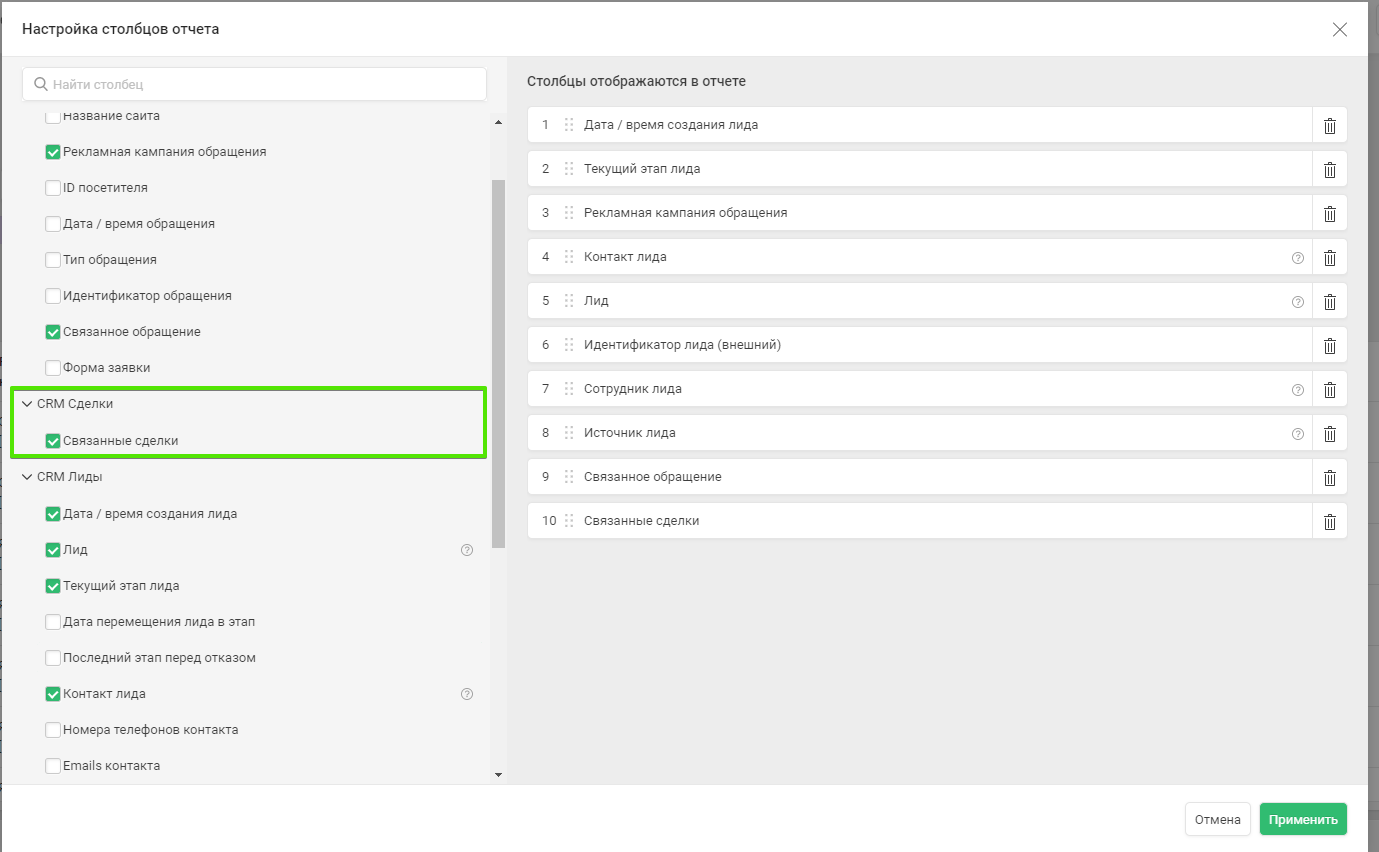 Настройка столбцов отчета
Найти столбец
Название сайта
Рекламная кампания обращения
ID посетителя
Дата / время обращения
Тип обращения
Идентификатор обращения
Связанное обращение
Форма заявки
CRM Сделки
Связанные сделки
CRM Лиды
Дата / время создания лида
Лид ?
Текущий этап лида
Дата перемещения лида в этап
Последний этап перед отказом
Контакт лида ?
Номера телефонов контакта
Emails контакта
Столбцы отображаются в отчете
1 Дата / время создания лида
2 Текущий этап лида
3 Рекламная кампания обращения
4 Контакт лида ?
5 Лид ?
6 Идентификатор лида (внешний)
7 Сотрудник лида ?
8 Источник лида ?
9 Связанное обращение
10 Связанные сделки
Отмена
Применить